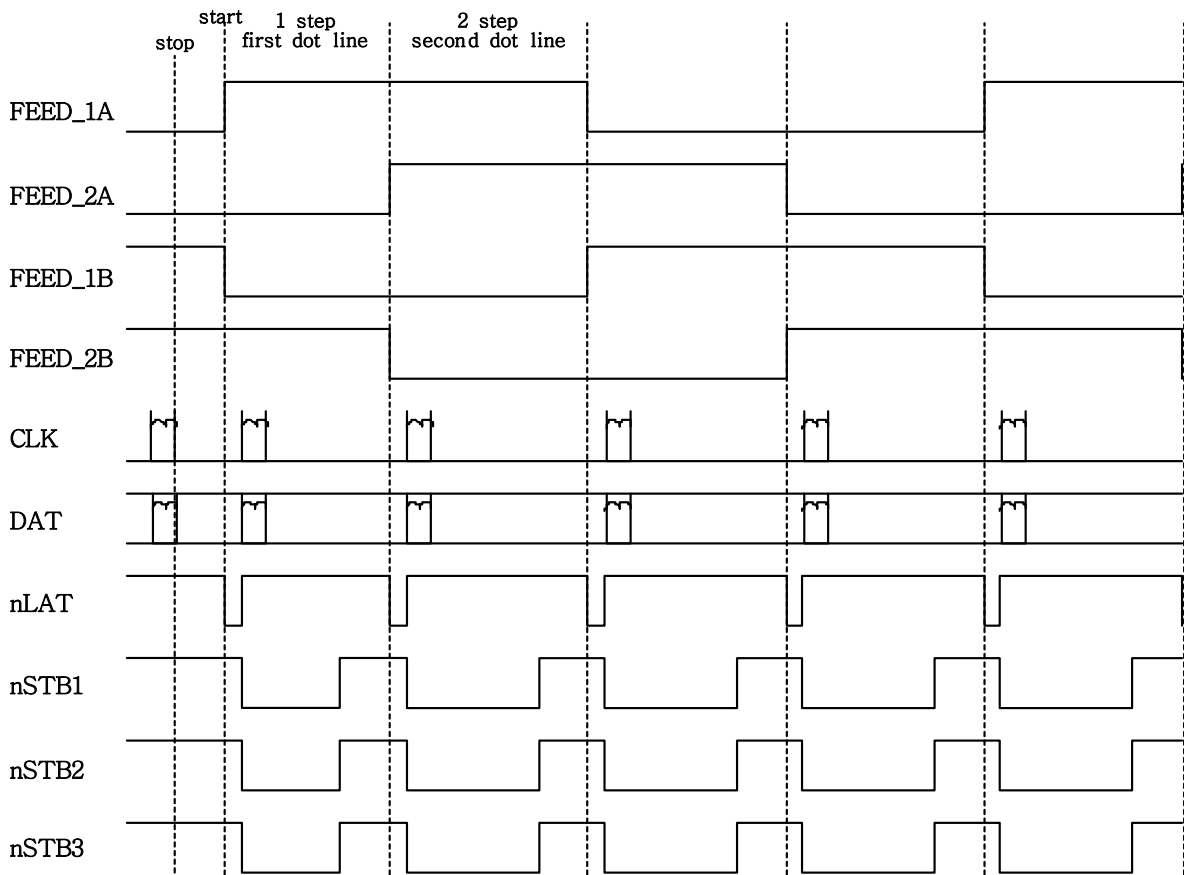 start
1 step
first dot line
2 step
second dot line
stop
FEED_1A
FEED_2A
FEED_1B
FEED_2B
CLK
DAT
nLAT
nSTB1
nSTB2
nSTB3